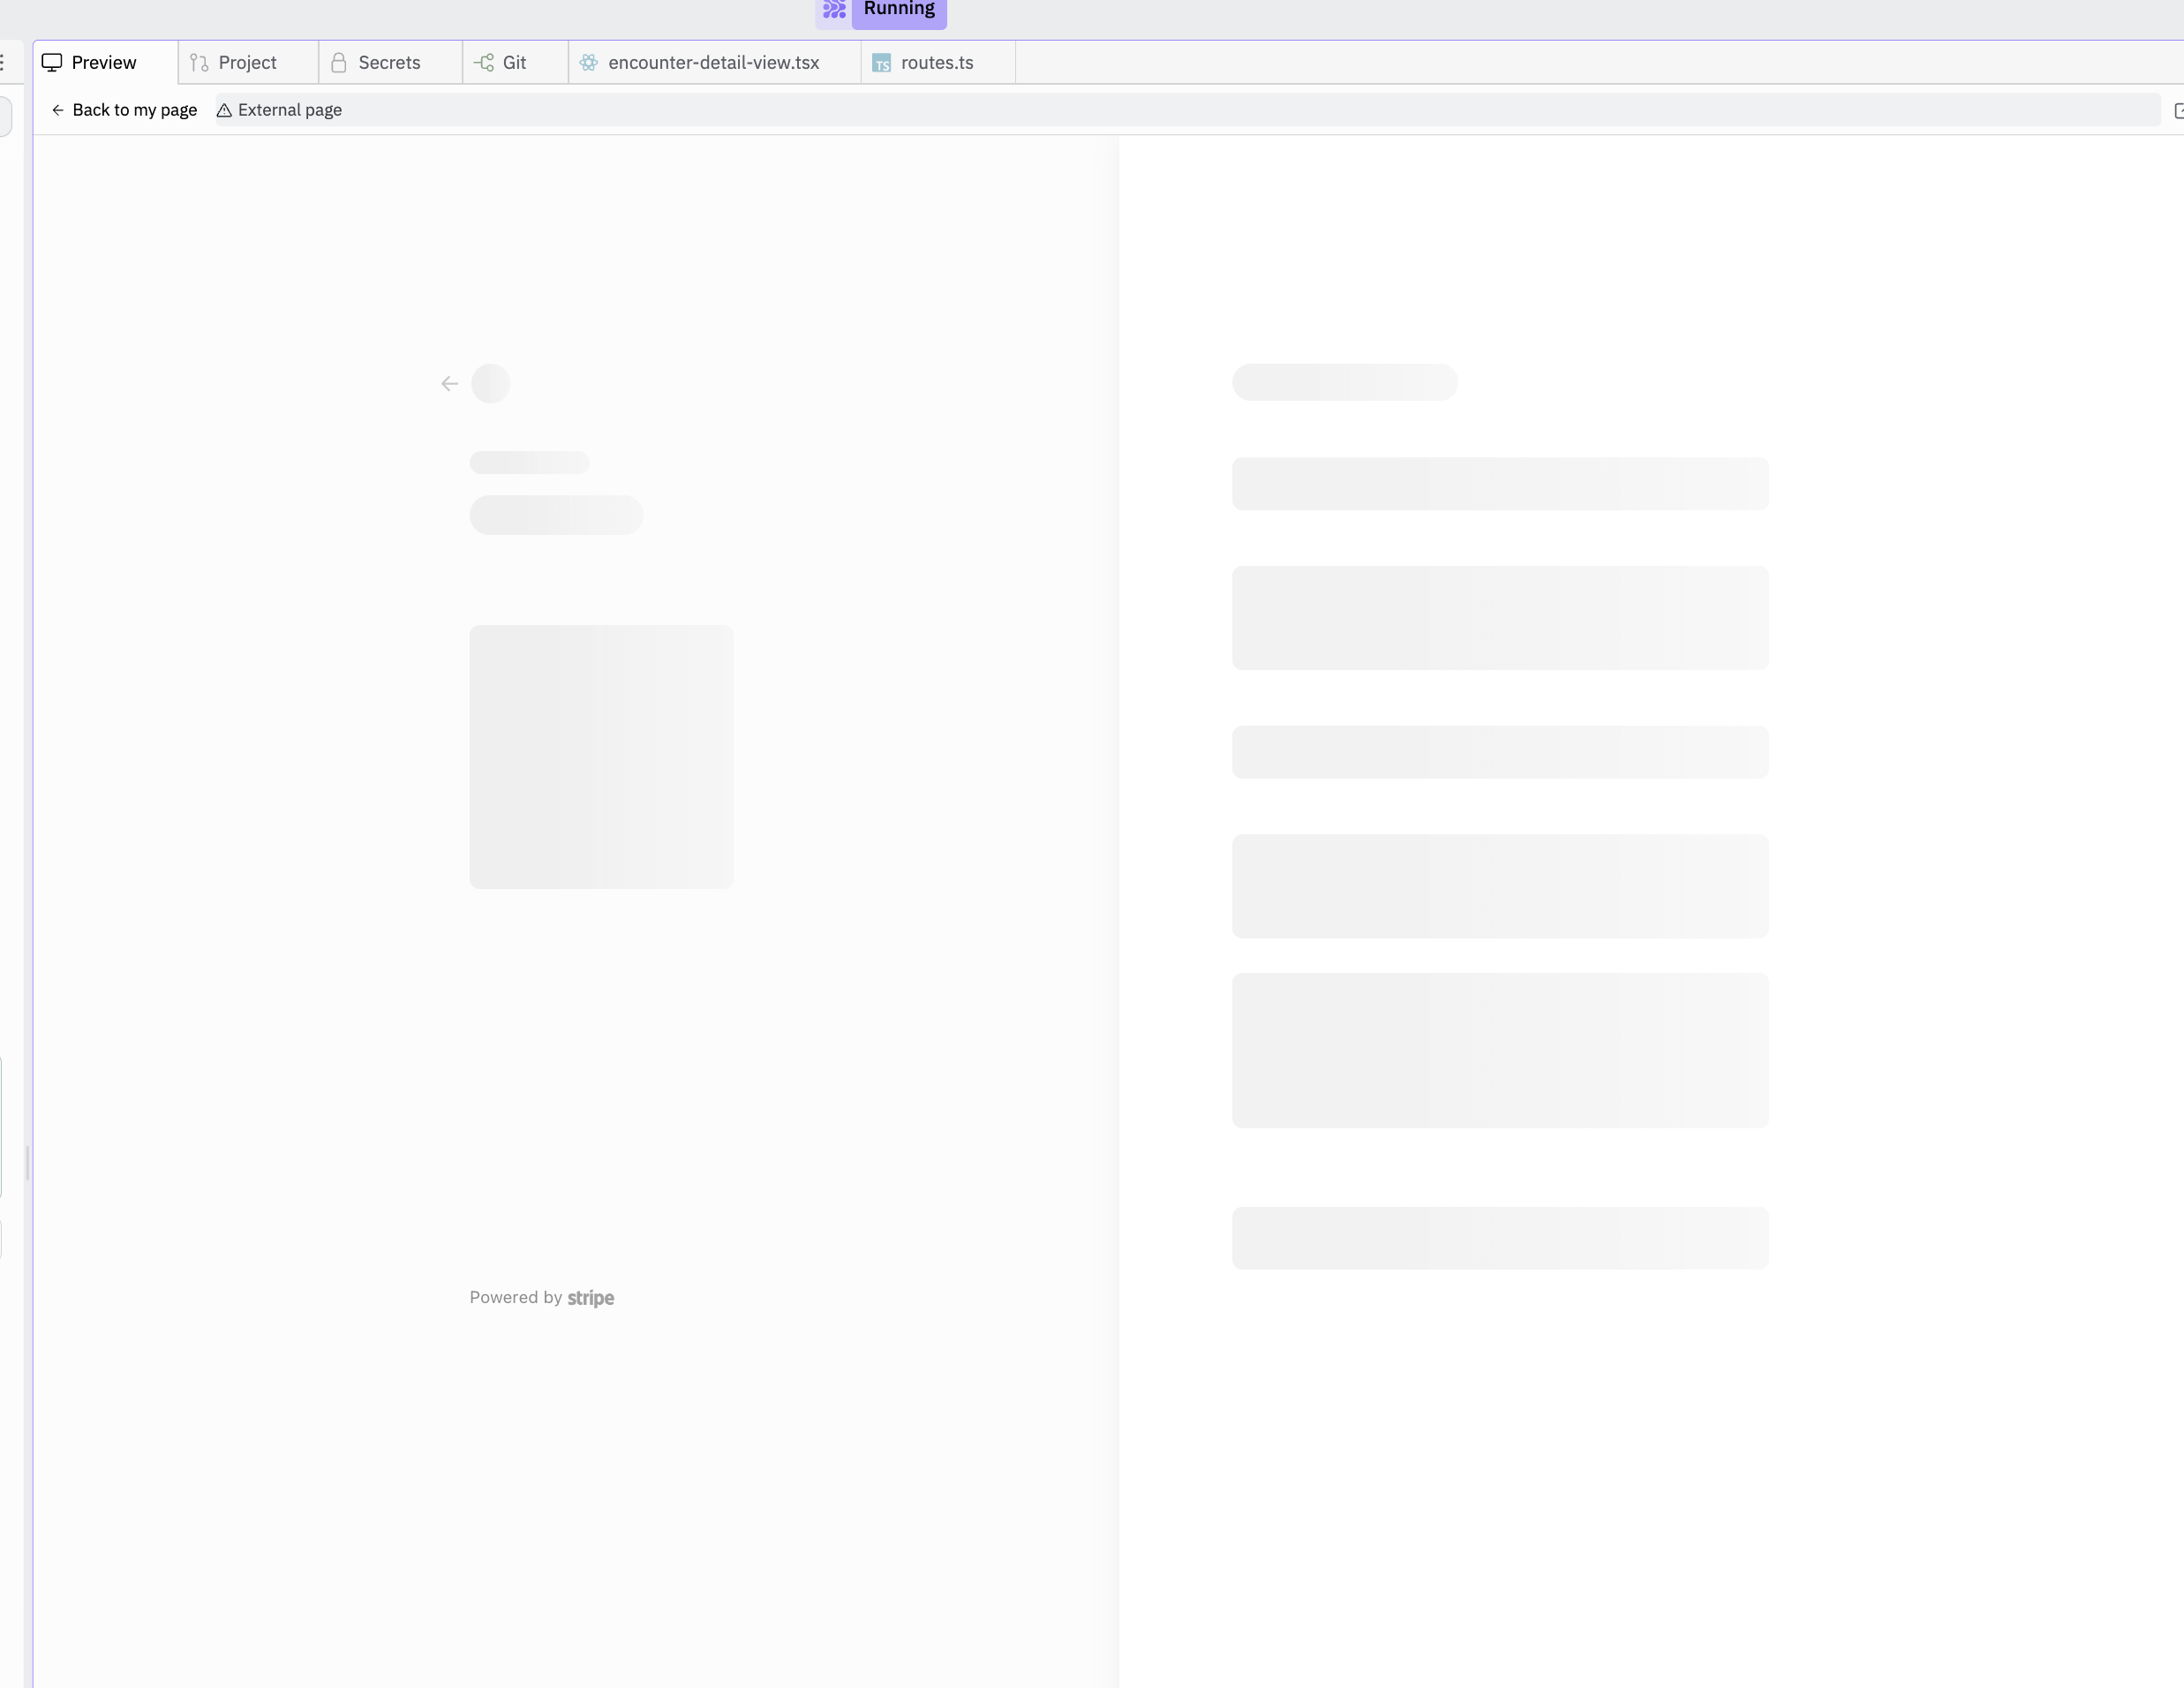 Running
Preview Project Secrets Git encounter-detail-view.tsx TS routes.ts
Back to my page External page
Powered by stripe